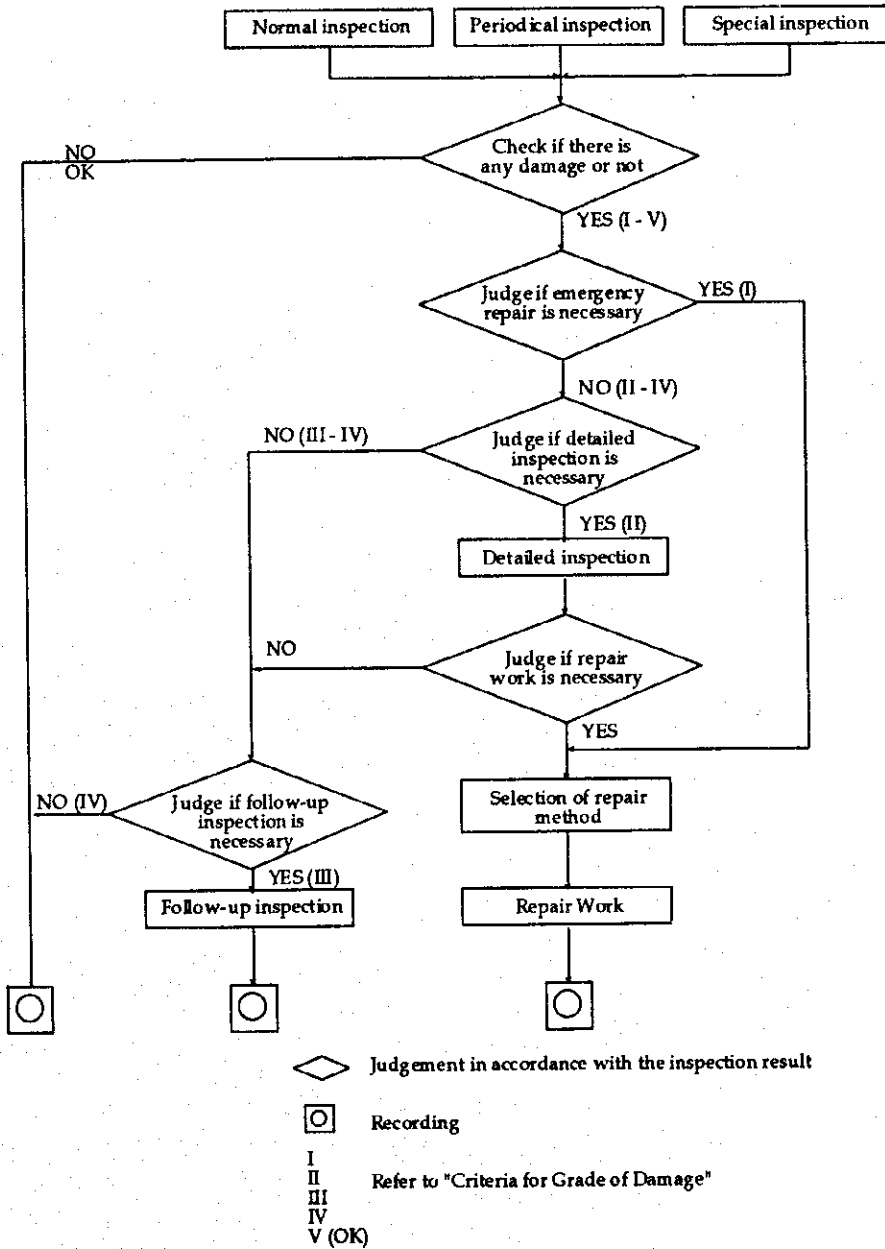 Normal inspection
Periodical inspection
Special inspection
Check if there is
any damage or not
NO
OK
YES (I - V)
Judge if emergency
repair is necessary
YES (I)
NO (II - IV)
Judge if detailed
inspection is
necessary
NO (III - IV)
YES (II)
Detailed inspection
Judge if repair
work is necessary
NO
YES
Selection of repair
method
Judge if follow-up
inspection is
necessary
NO (IV)
YES (III)
Follow-up inspection
Repair Work
Judgement in accordance with the inspection result
Recording
I
II
Refer to "Criteria for Grade of Damage"
III
IV
V (OK)